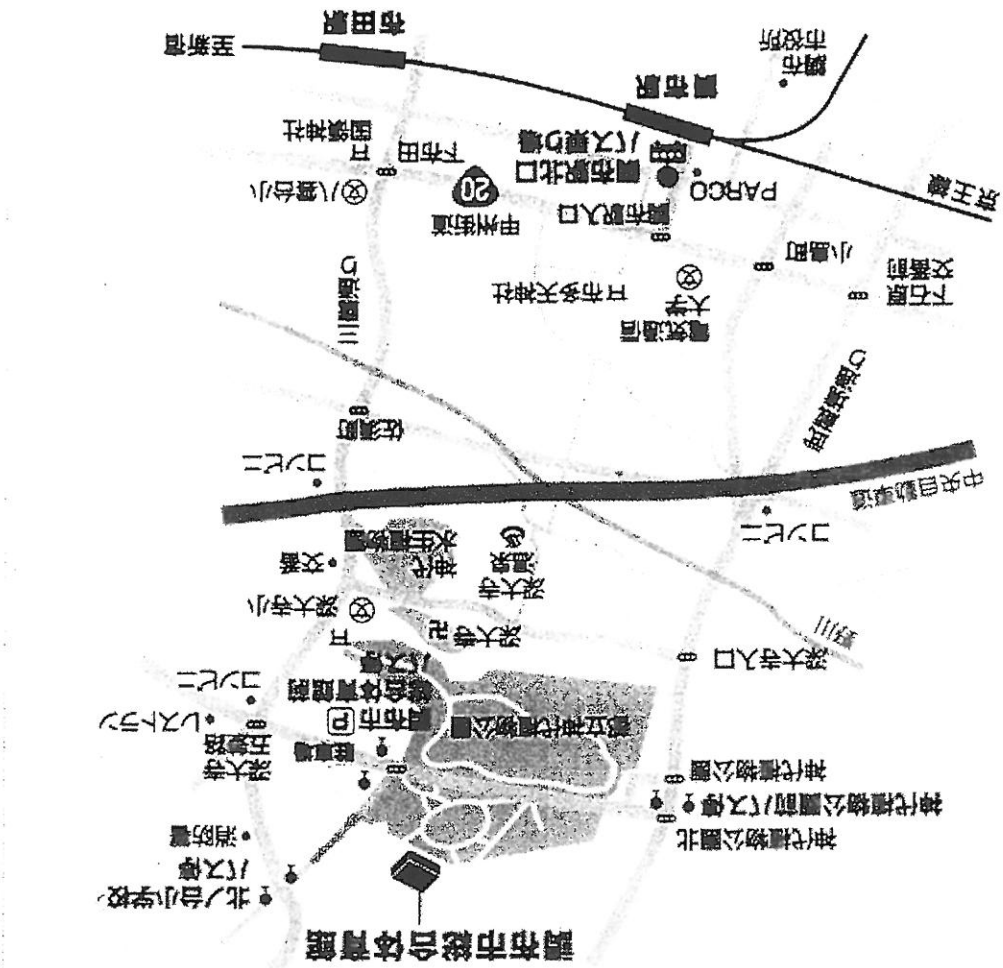 調布市総合体育館
北ノ台小学校
バス停
消防署
神代植物公園北
神代植物公園前バス停
神代植物公園
深大寺
五差路
レストラン
コンビニ
駐車場
調布市
総合体育館前
バス停
P
都立神代植物公園
深大寺入口
深大寺小
深大寺
野川
交番
神代
水生植物園
深大寺
温泉
コンビニ
中央自動車道
コンビニ
佐須町
武蔵境通り
三鷹通り
電気通信
大学
布多天神社
下石原
交番前
小島町
甲州街道
20
調布駅入口
八雲台小
下布田
国領神社
調布駅北口
バス乗り場
PARCO
京王線
調布駅
調布
市役所
至新宿
布田駅